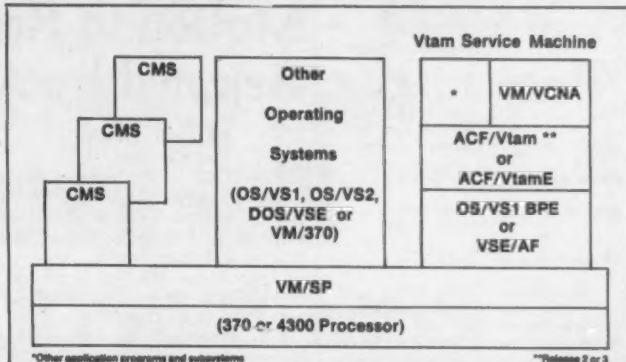 Vtam Service Machine
CMS
CMS
CMS
Other
Operating
Systems
(OS/VS1, OS/VS2,
DOS/VSE or
VM/370)
*
VM/VCNA
ACF/Vtam **
or
ACF/VtamE
OS/VS1 BPE
or
VSE/AF
VM/SP
(370 or 4300 Processor)
*Other application programs and subsystems
**Release 2 or 3